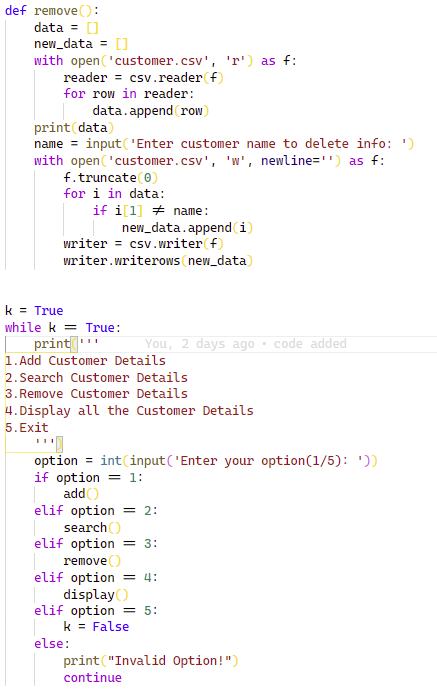 def remove():
    data = []
    new_data = []
    with open('customer.csv', 'r') as f:
        reader = csv.reader(f)
        for row in reader:
            data.append(row)
    print(data)
    name = input('Enter customer name to delete info: ')
    with open('customer.csv', 'w', newline='') as f:
        f.truncate(0)
        for i in data:
            if i[1] ≠ name:
                new_data.append(i)
        writer = csv.writer(f)
        writer.writerows(new_data)
k = True
while k == True:
    print('''      You, 2 days ago • code added
1.Add Customer Details
2.Search Customer Details
3.Remove Customer Details
4.Display all the Customer Details
5.Exit
    ''')
    option = int(input('Enter your option(1/5): '))
    if option == 1:
        add()
    elif option == 2:
        search()
    elif option == 3:
        remove()
    elif option == 4:
        display()
    elif option == 5:
        k = False
    else:
        print("Invalid Option!")
        continue